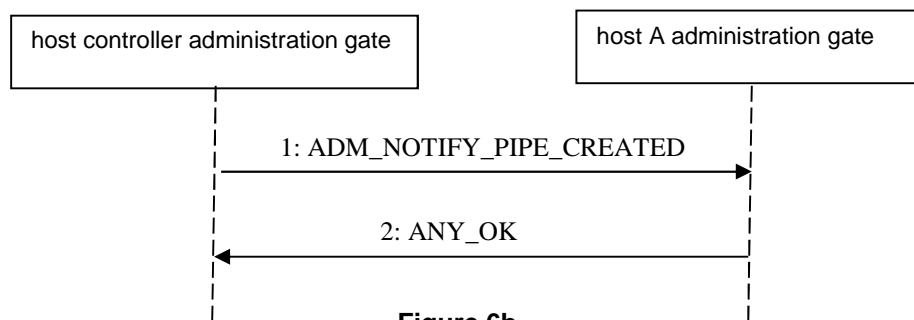 host controller administration gate
host A administration gate
1: ADM_NOTIFY_PIPE_CREATED
2: ANY_OK
Figure 6b